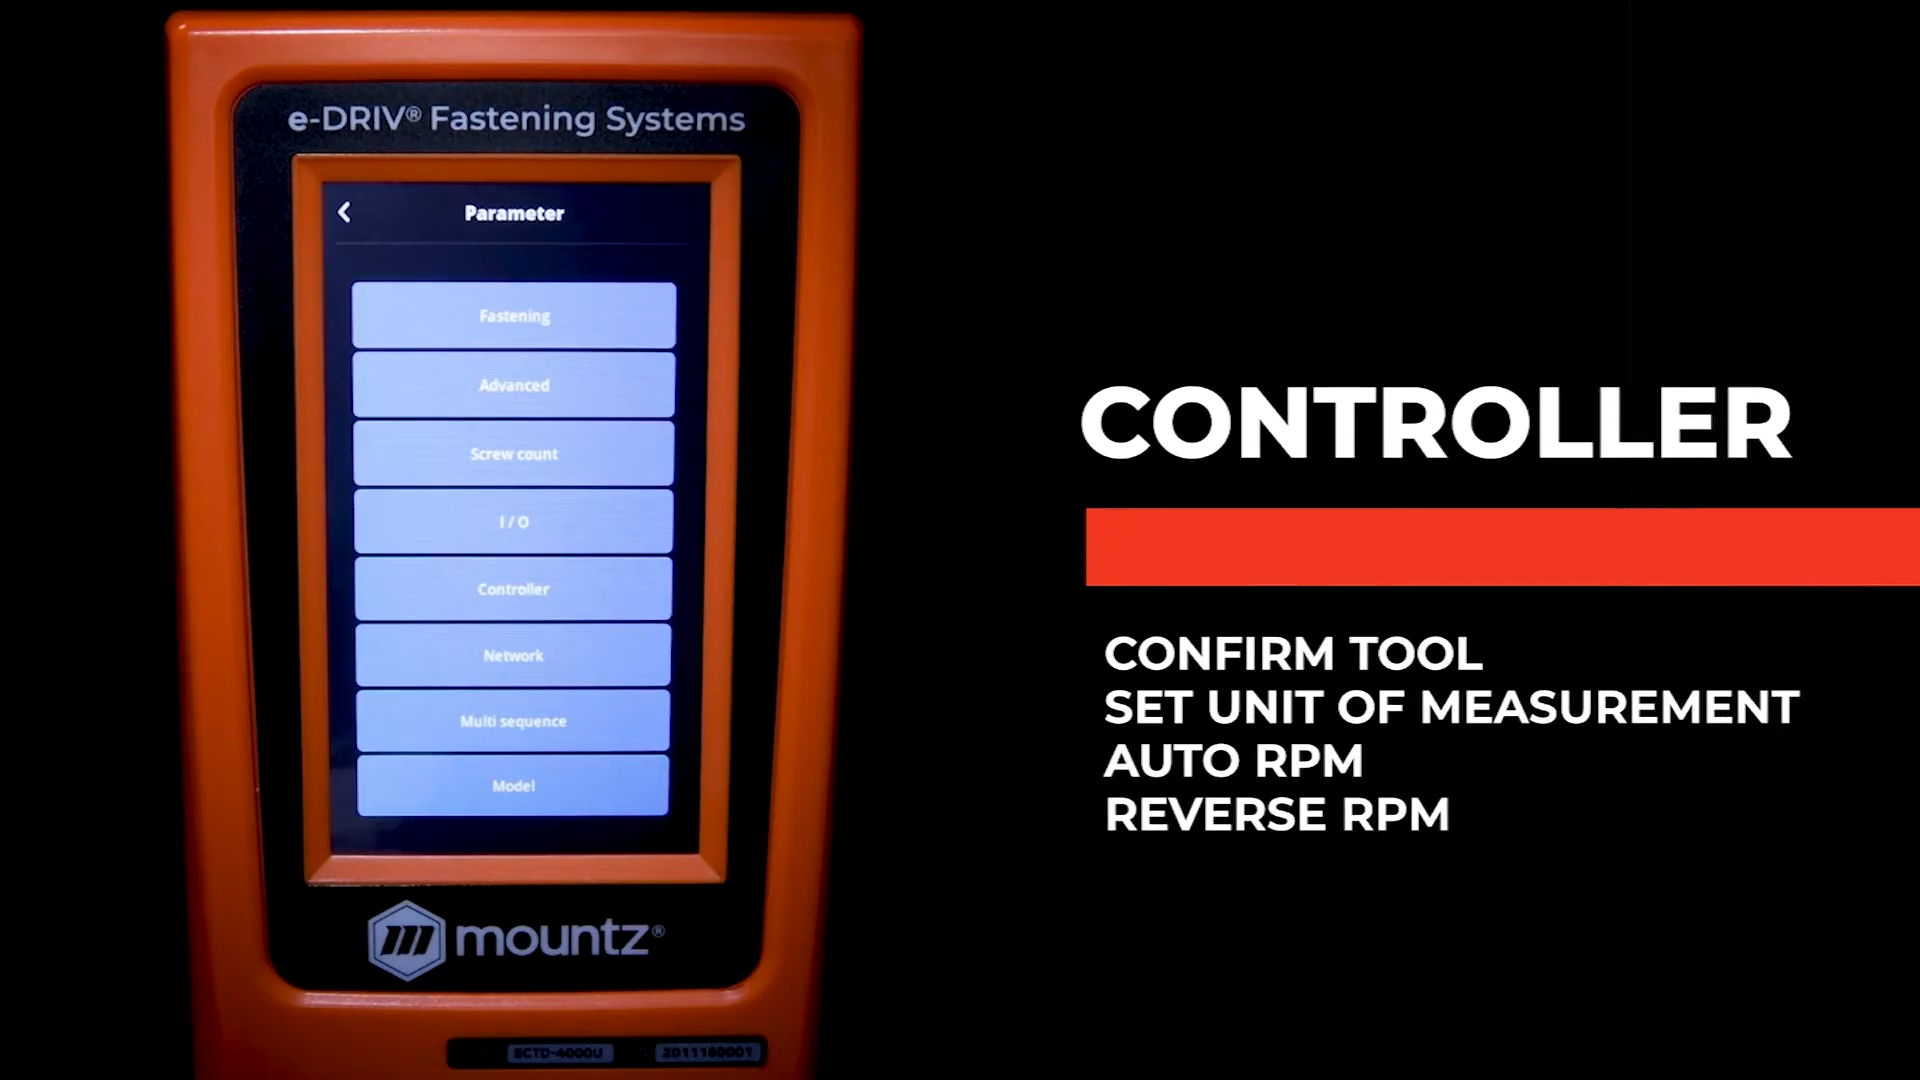 e-DRIV® Fastening Systems
Parameter
Fastening
Advanced
Screw count
I / O
Controller
Network
Multi sequence
Model
mountz®
ECTD-4000U
2011180001
CONTROLLER
CONFIRM TOOL
SET UNIT OF MEASUREMENT
AUTO RPM
REVERSE RPM